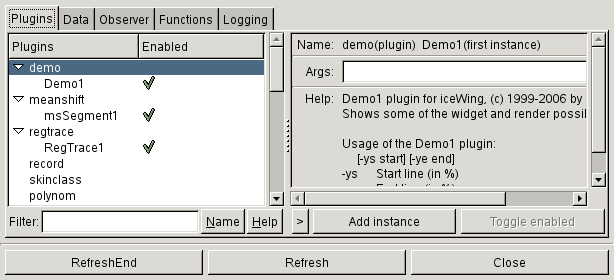 Plugins Data Observer Functions Logging
Plugins Enabled
demo
Demo1
meanshift
msSegment1
regtrace
RegTrace1
record
skinclass
polynom
Filter: Name Help
Name: demo(plugin) Demo1(first instance)
Args:
Help: Demo1 plugin for iceWing, (c) 1999-2006 by
Shows some of the widget and render possil
Usage of the Demo1 plugin:
[-ys start] [-ye end]
-ys Start line (in %)
> Add instance Toggle enabled
RefreshEnd Refresh Close